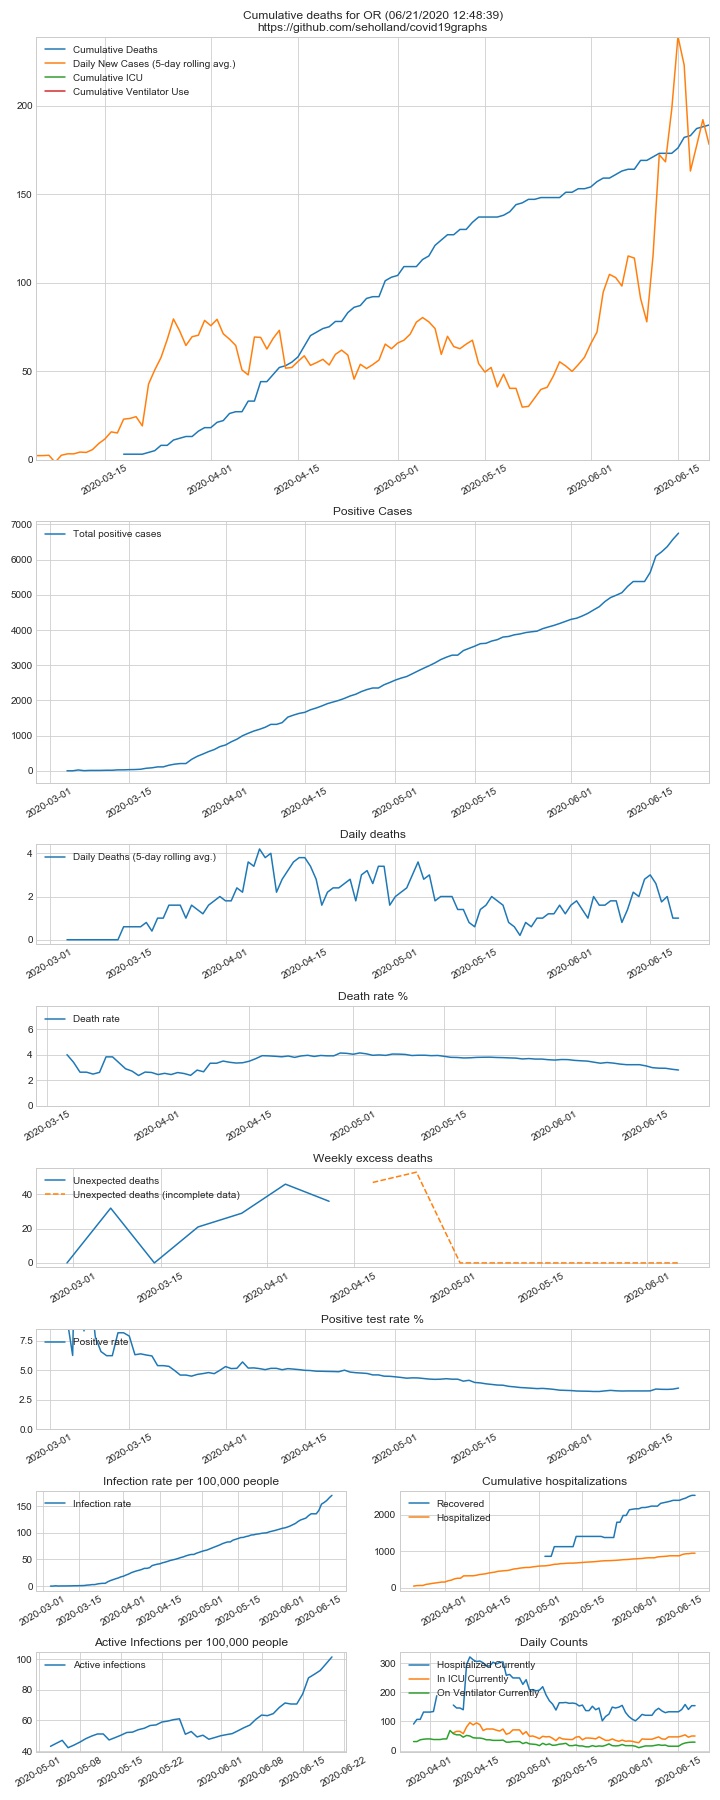 Cumulative deaths for OR (06/21/2020 12:48:39)
https://github.com/seholland/covid19graphs
Cumulative Deaths
Daily New Cases (5-day rolling avg.)
Cumulative ICU
Cumulative Ventilator Use
200
150
100
50
0
2020-03-15 2020-04-01 2020-04-15 2020-05-01 2020-05-15 2020-06-01 2020-06-15
Positive Cases
Total positive cases
7000
6000
5000
4000
3000
2000
1000
0
2020-03-01 2020-03-15 2020-04-01 2020-04-15 2020-05-01 2020-05-15 2020-06-01 2020-06-15
Daily deaths
Daily Deaths (5-day rolling avg.)
4
2
0
2020-03-01 2020-03-15 2020-04-01 2020-04-15 2020-05-01 2020-05-15 2020-06-01 2020-06-15
Death rate %
Death rate
6
4
2
0
2020-03-15 2020-04-01 2020-04-15 2020-05-01 2020-05-15 2020-06-01 2020-06-15
Weekly excess deaths
Unexpected deaths
Unexpected deaths (incomplete data)
40
20
0
2020-03-01 2020-03-15 2020-04-01 2020-04-15 2020-05-01 2020-05-15 2020-06-01
Positive test rate %
Positive rate
7.5
5.0
2.5
0.0
2020-03-01 2020-03-15 2020-04-01 2020-04-15 2020-05-01 2020-05-15 2020-06-01 2020-06-15
Infection rate per 100,000 people
Infection rate
150
100
50
0
2020-03-01 2020-03-15 2020-04-01 2020-04-15 2020-05-01 2020-05-15 2020-06-01 2020-06-15
Cumulative hospitalizations
Recovered
Hospitalized
2000
1000
0
2020-04-01 2020-04-15 2020-05-01 2020-05-15 2020-06-01 2020-06-15
Active Infections per 100,000 people
Active infections
100
80
60
40
2020-05-01 2020-05-08 2020-05-15 2020-05-22 2020-06-01 2020-06-08 2020-06-15 2020-06-22
Daily Counts
Hospitalized Currently
In ICU Currently
On Ventilator Currently
300
200
100
0
2020-04-01 2020-04-15 2020-05-01 2020-05-15 2020-06-01 2020-06-15